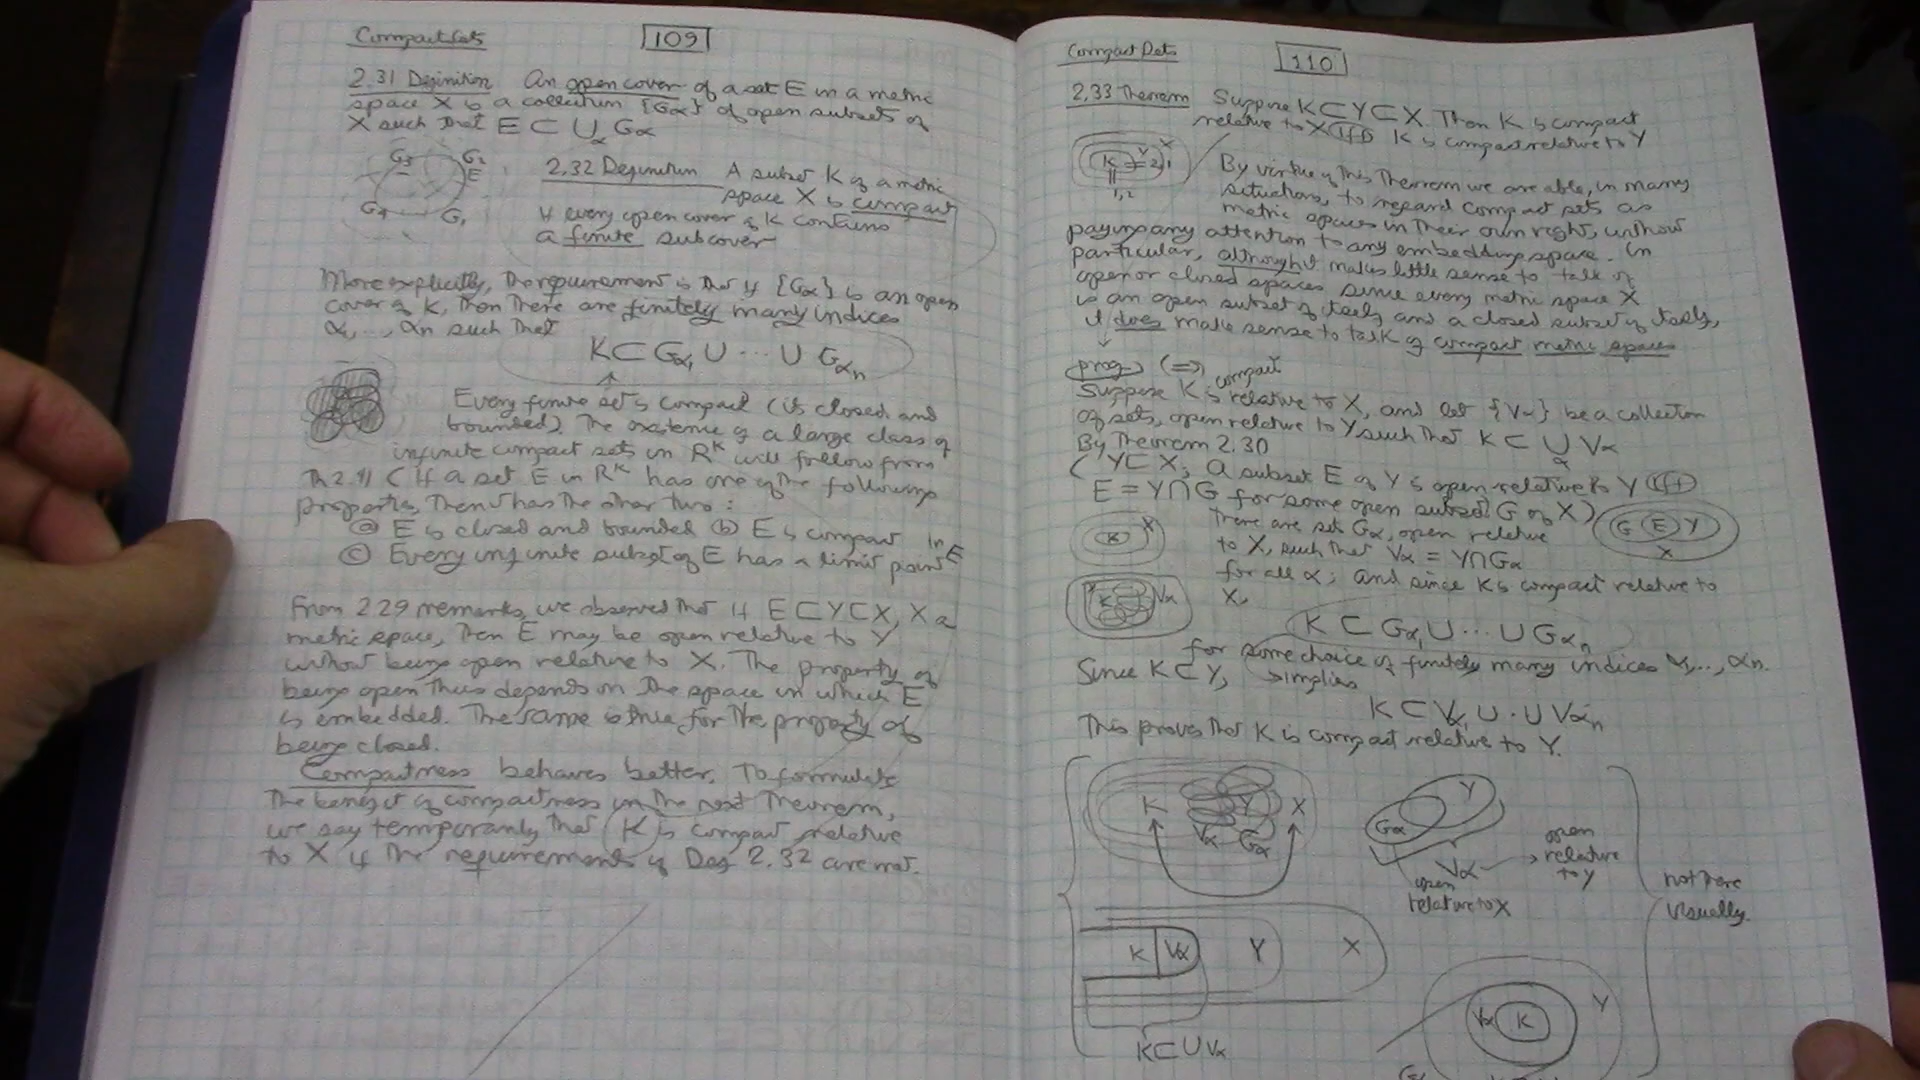 Compact Sets
109
2.31 Definition An open cover of a set E in a metric
space X is a collection {Gα} of open subsets of
X such that E ⊂ ∪α Gα
G3 G2
E
G4 G1
2.32 Definition A subset K of a metric
space X is compact
if every open cover of K contains
a finite subcover
More explicitly, the requirement is that if {Gα} is an open
cover of K, then there are finitely many indices
α1, ..., αn such that
K ⊂ Gα1 ∪ ··· ∪ Gαn
Every finite set is compact (its closed and
bounded). The existence of a large class of
infinite compact sets in R^k will follow from
Th 2.41 ( If a set E in R^k has one of the following
properties, then has the other two:
(a) E is closed and bounded (b) E is compact
(c) Every infinite subset of E has a limit point in E
From 2.29 remarks, we observed that if E ⊂ Y ⊂ X, X a
metric space, then E may be open relative to Y
without being open relative to X. The property of
being open thus depends on the space in which E
is embedded. The same is true for the property of
being closed.
Compactness behaves better. To formulate
the benefit of compactness in the next Theorem,
we say temporarily that K is compact relative
to X if the requirements of Def 2.32 are met.
Compact Sets
110
2.33 Theorem Suppose K ⊂ Y ⊂ X. Then K is compact
relative to X iff K is compact relative to Y
K Y X
1,2
By virtue of this Theorem we are able, in many
situations, to regard compact sets as
metric spaces in their own right, without
paying any attention to any embedding space. In
particular, although it makes little sense to talk of
open or closed spaces since every metric space X
is an open subset of itself and a closed subset of itself,
it does make sense to talk of compact metric spaces
proof (⇒)
Suppose K is compact relative to X, and let {Vα} be a collection
of sets, open relative to Y such that K ⊂ ∪α Vα
By Theorem 2.30
( Y ⊂ X; A subset E of Y is open relative to Y iff
E = Y ∩ G for some open subset G of X)
K X
G E Y
X
there are sets Gα, open relative
to X, such that Vα = Y ∩ Gα
for all α; and since K is compact relative to
X,
Y K Vα
K ⊂ Gα1 ∪ ··· ∪ Gαn
for some choice of finitely many indices α1, ..., αn.
Since K ⊂ Y, → implies
K ⊂ Vα1 ∪ · ∪ Vαn
This proves that K is compact relative to Y.
K Y X
Vα Gα
Y
Gα
Vα → open
relative
to Y
open
relative to X
not there
visually.
K Vα Y X
K ⊂ ∪ Vα
Vα K Y